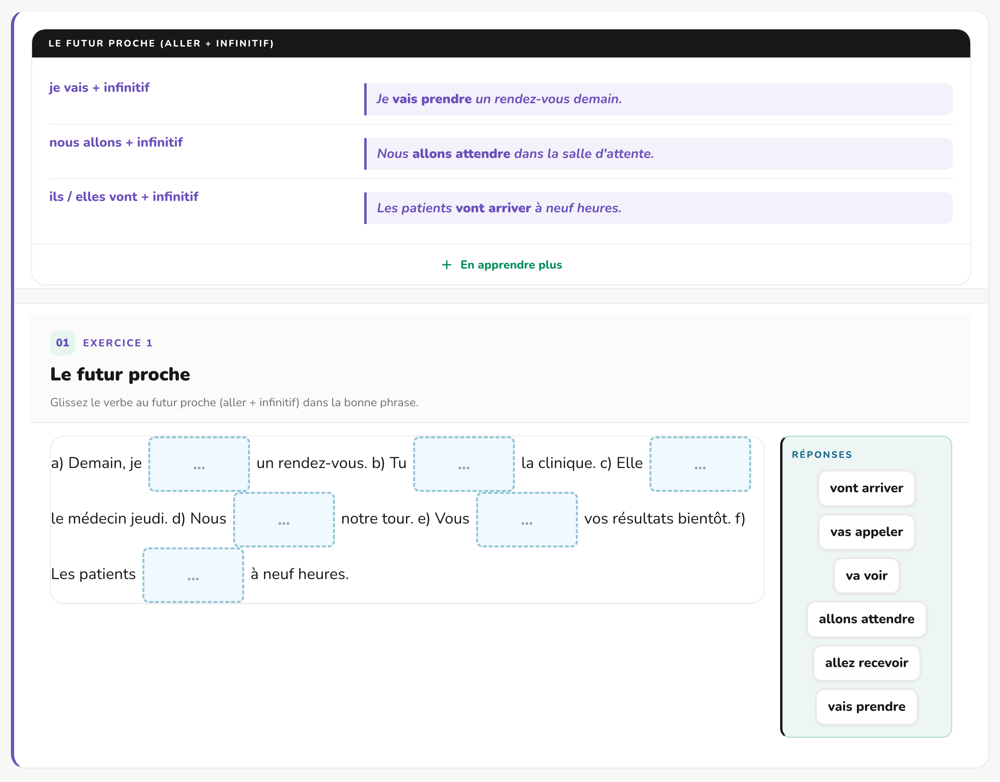 LE FUTUR PROCHE (ALLER + INFINITIF)
je vais + infinitif
Je vais prendre un rendez-vous demain.
nous allons + infinitif
Nous allons attendre dans la salle d'attente.
ils / elles vont + infinitif
Les patients vont arriver à neuf heures.
+ En apprendre plus
01 EXERCICE 1
Le futur proche
Glissez le verbe au futur proche (aller + infinitif) dans la bonne phrase.
a) Demain, je ... un rendez-vous. b) Tu ... la clinique. c) Elle ...
le médecin jeudi. d) Nous ... notre tour. e) Vous ... vos résultats bientôt. f)
Les patients ... à neuf heures.
RÉPONSES
vont arriver
vas appeler
va voir
allons attendre
allez recevoir
vais prendre